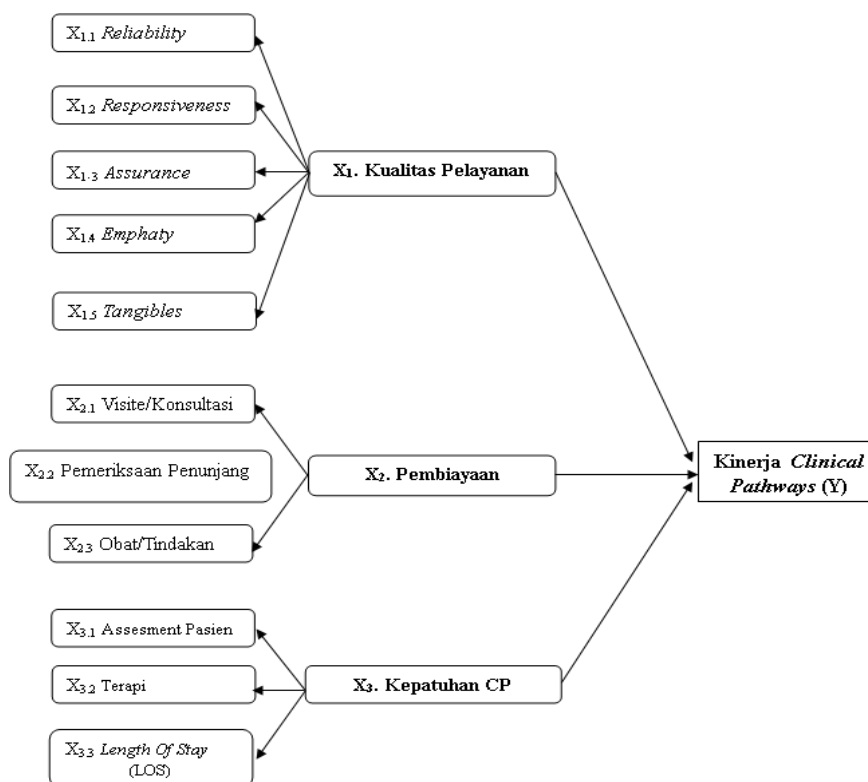 X1.1 Reliability
X1.2 Responsiveness
X1.3 Assurance
X1.4 Emphaty
X1.5 Tangibles
X1. Kualitas Pelayanan
X2.1 Visite/Konsultasi
X2.2 Pemeriksaan Penunjang
X2.3 Obat/Tindakan
X2. Pembiayaan
X3.1 Assesment Pasien
X3.2 Terapi
X3.3 Length Of Stay
(LOS)
X3. Kepatuhan CP
Kinerja Clinical
Pathways (Y)